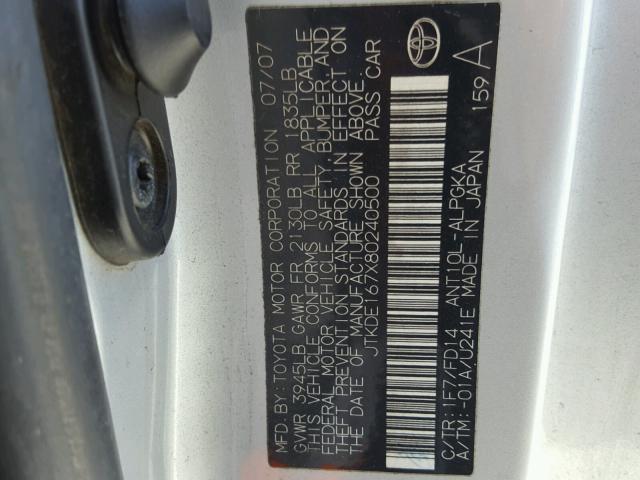 MFD.BY:TOYOTA MOTOR CORPORATION 07/07
GVWR 3945LB GAWR FR 2130LB RR 1835LB
THIS VEHICLE CONFORMS TO ALL APPLICABLE
FEDERAL MOTOR VEHICLE SAFETY, BUMPER, AND
THEFT PREVENTION STANDARDS IN EFFECT ON
THE DATE OF MANUFACTURE SHOWN ABOVE.
JTKDE167X80240500 PASS CAR
C/TR: 1F7/FD14 ANT10L-ALPGKA
A/TM: -01A/U241E MADE IN JAPAN 159 A